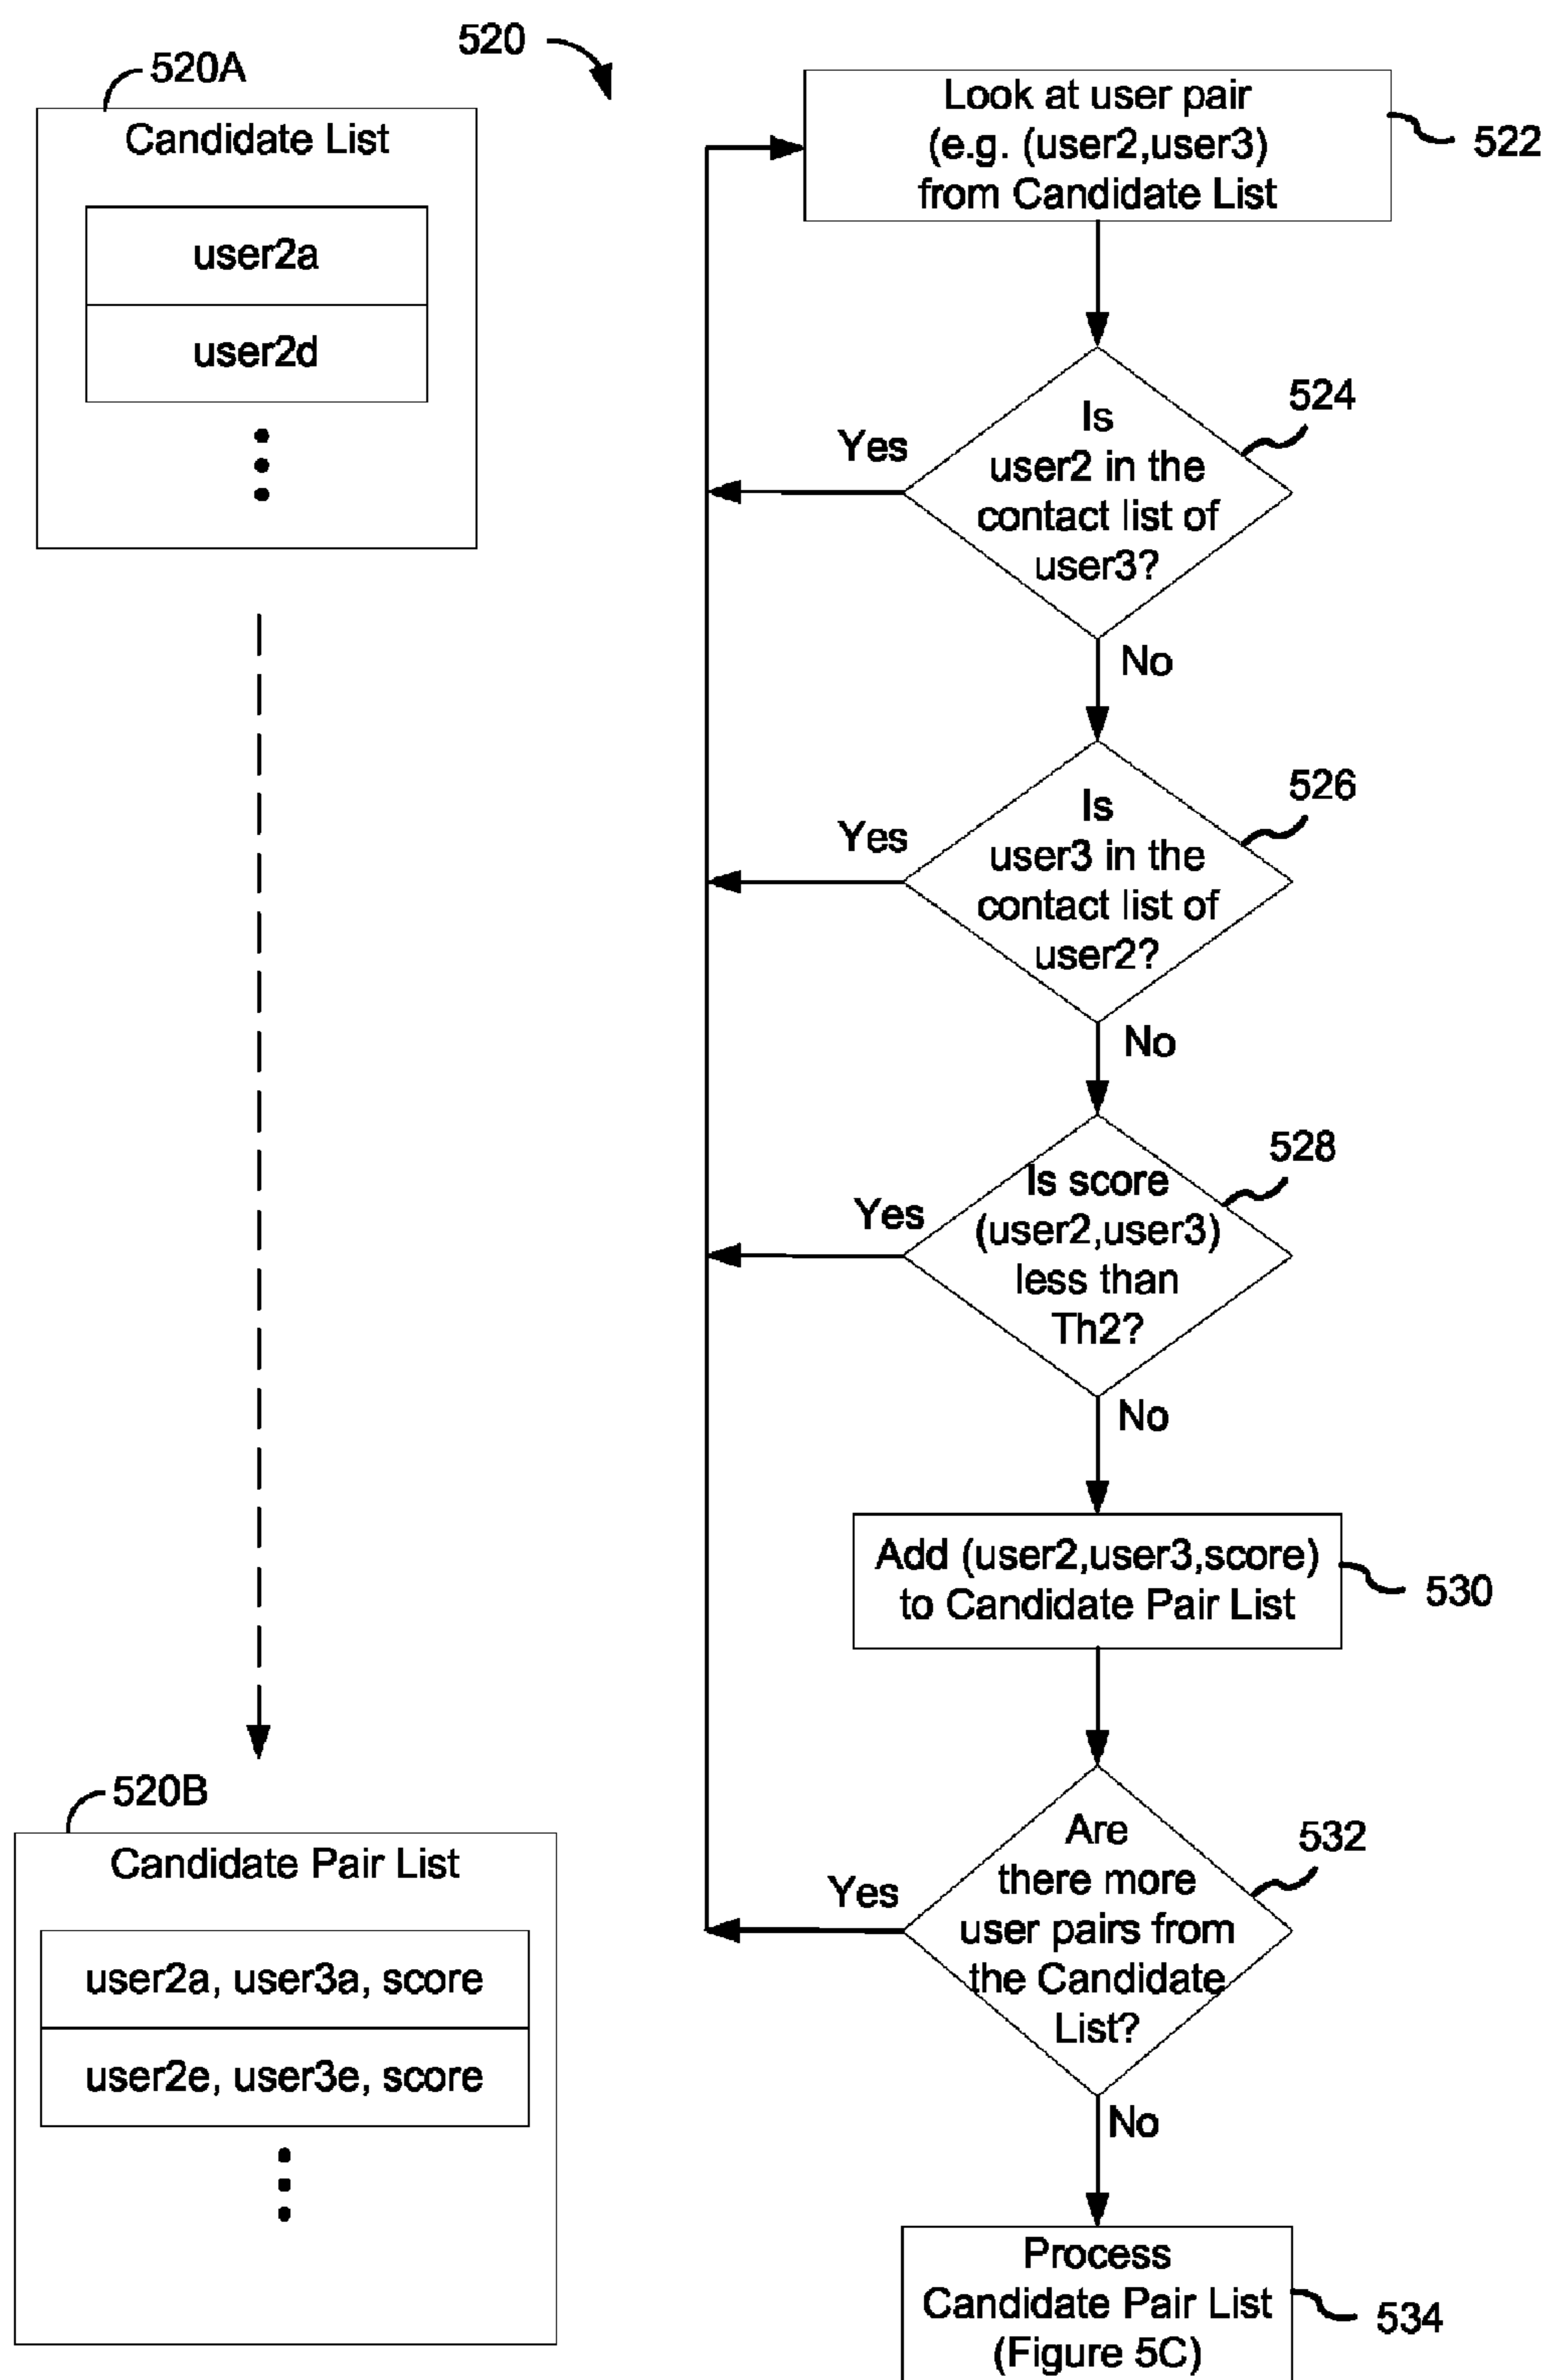 520
520A
Candidate List
user2a
user2d
520B
Candidate Pair List
user2a, user3a, score
user2e, user3e, score
Look at user pair
(e.g. (user2,user3)
from Candidate List
522
Is
user2 in the
contact list of
user3?
524
Yes
No
Is
user3 in the
contact list of
user2?
526
Yes
No
Is score
(user2,user3)
less than
Th2?
528
Yes
No
Add (user2,user3,score)
to Candidate Pair List
530
Are
there more
user pairs from
the Candidate
List?
532
Yes
No
Process
Candidate Pair List
(Figure 5C)
534